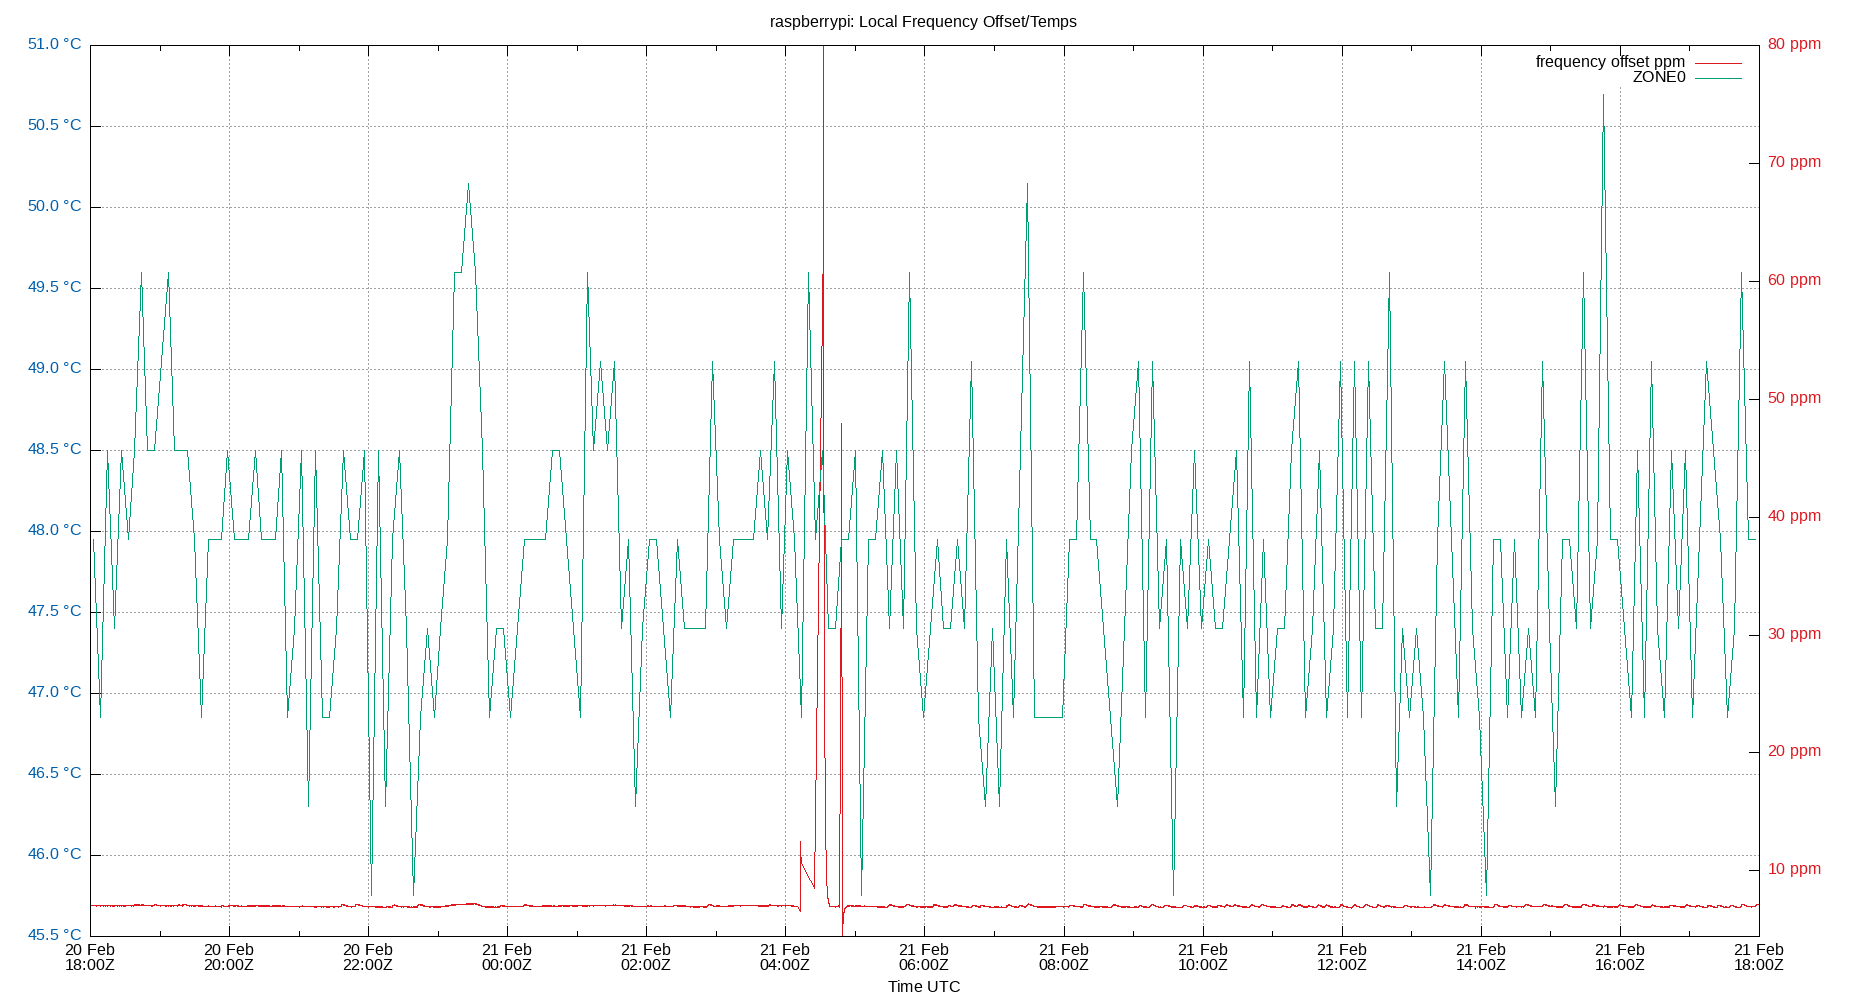 raspberrypi: Local Frequency Offset/Temps
51.0 °C
50.5 °C
50.0 °C
49.5 °C
49.0 °C
48.5 °C
48.0 °C
47.5 °C
47.0 °C
46.5 °C
46.0 °C
45.5 °C
80 ppm
70 ppm
60 ppm
50 ppm
40 ppm
30 ppm
20 ppm
10 ppm
frequency offset ppm
ZONE0
20 Feb 20 Feb 20 Feb 21 Feb 21 Feb 21 Feb 21 Feb 21 Feb 21 Feb 21 Feb 21 Feb 21 Feb 21 Feb
18:00Z 20:00Z 22:00Z 00:00Z 02:00Z 04:00Z 06:00Z 08:00Z 10:00Z 12:00Z 14:00Z 16:00Z 18:00Z
Time UTC